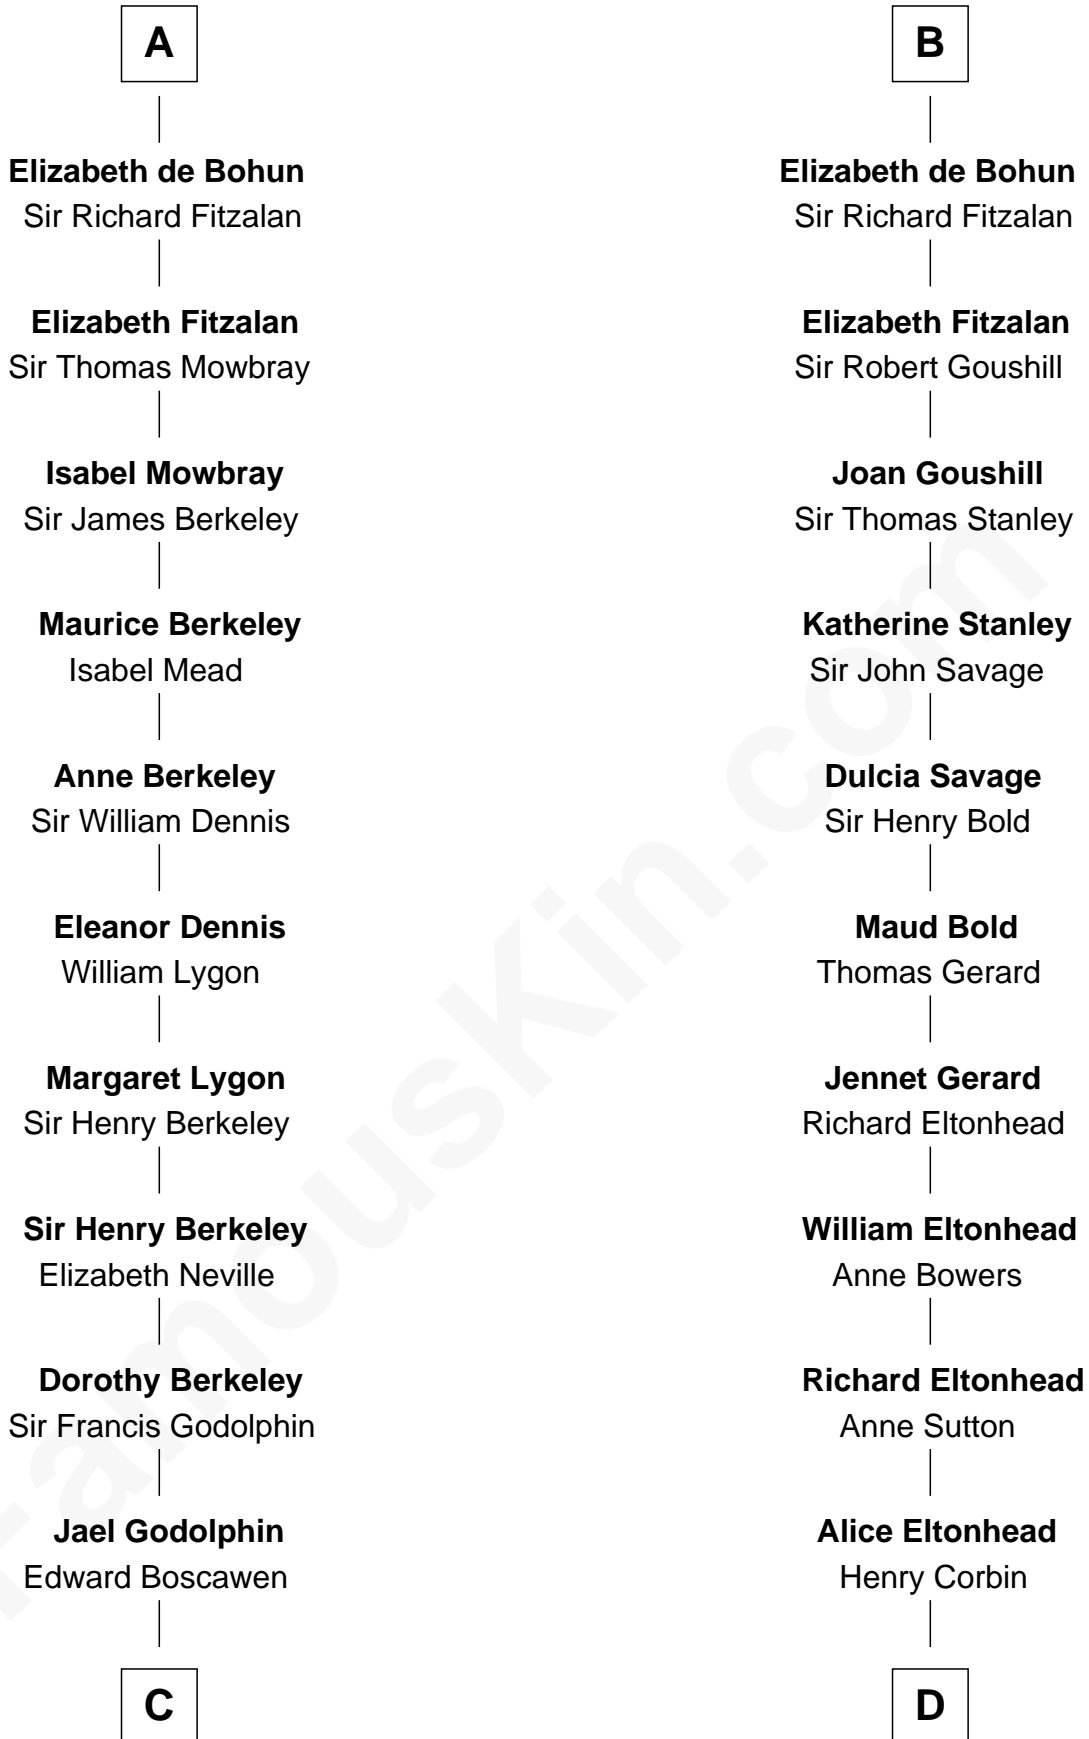 A
Elizabeth de Bohun
Sir Richard Fitzalan
Elizabeth Fitzalan
Sir Thomas Mowbray
Isabel Mowbray
Sir James Berkeley
Maurice Berkeley
Isabel Mead
Anne Berkeley
Sir William Dennis
Eleanor Dennis
William Lygon
Margaret Lygon
Sir Henry Berkeley
Sir Henry Berkeley
Elizabeth Neville
Dorothy Berkeley
Sir Francis Godolphin
Jael Godolphin
Edward Boscawen
C
B
Elizabeth de Bohun
Sir Richard Fitzalan
Elizabeth Fitzalan
Sir Robert Goushill
Joan Goushill
Sir Thomas Stanley
Katherine Stanley
Sir John Savage
Dulcia Savage
Sir Henry Bold
Maud Bold
Thomas Gerard
Jennet Gerard
Richard Eltonhead
William Eltonhead
Anne Bowers
Richard Eltonhead
Anne Sutton
Alice Eltonhead
Henry Corbin
D
FamousKin.com